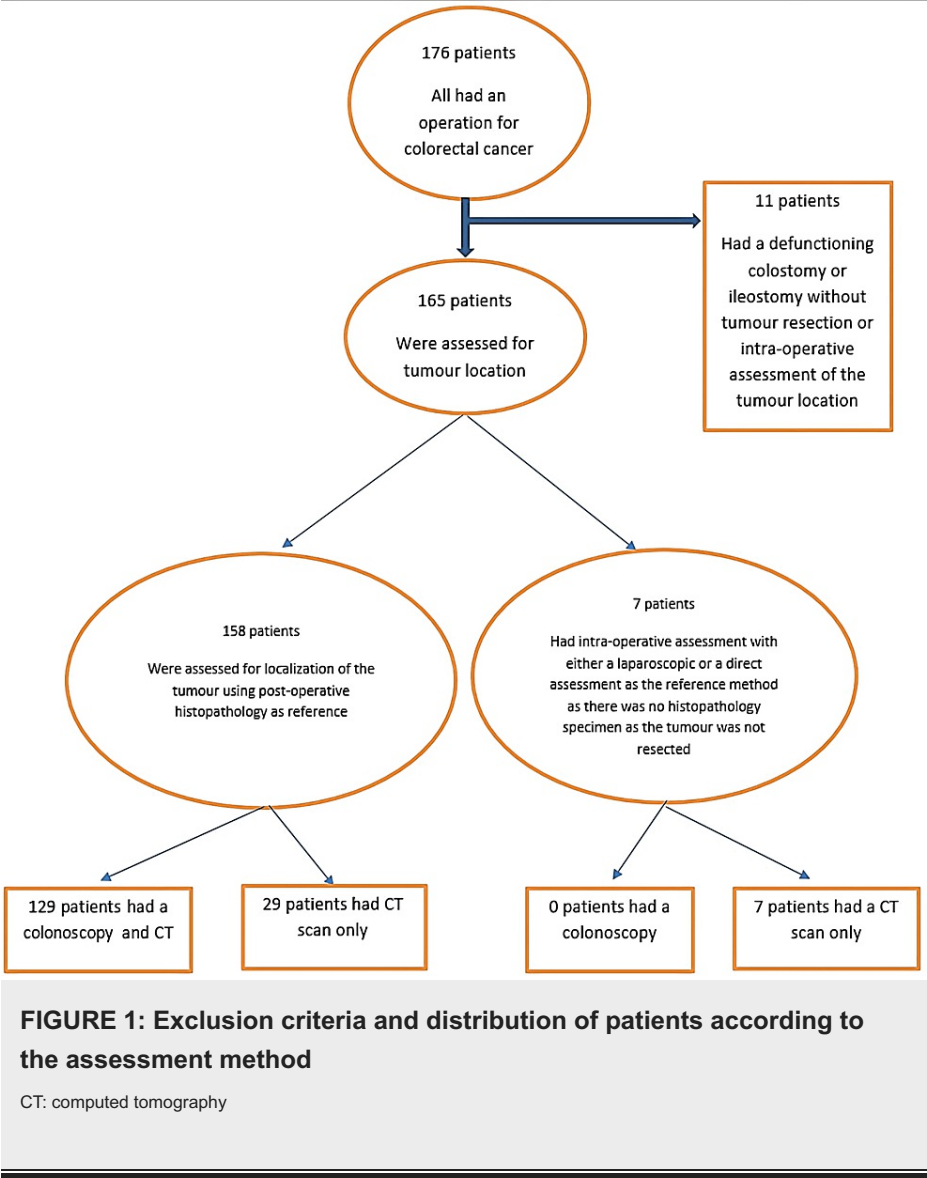 176 patients
All had an
operation for
colorectal cancer
11 patients
Had a defunctioning
colostomy or
ileostomy without
tumour resection or
intra-operative
assessment of the
tumour location
165 patients
Were assessed for
tumour location
158 patients
Were assessed for localization of the
tumour using post-operative
histopathology as reference
7 patients
Had intra-operative assessment with
either a laparoscopic or a direct
assessment as the reference method
as there was no histopathology
specimen as the tumour was not
resected
129 patients had a
colonoscopy and CT
29 patients had CT
scan only
0 patients had a
colonoscopy
7 patients had a CT
scan only
FIGURE 1: Exclusion criteria and distribution of patients according to
the assessment method
CT: computed tomography